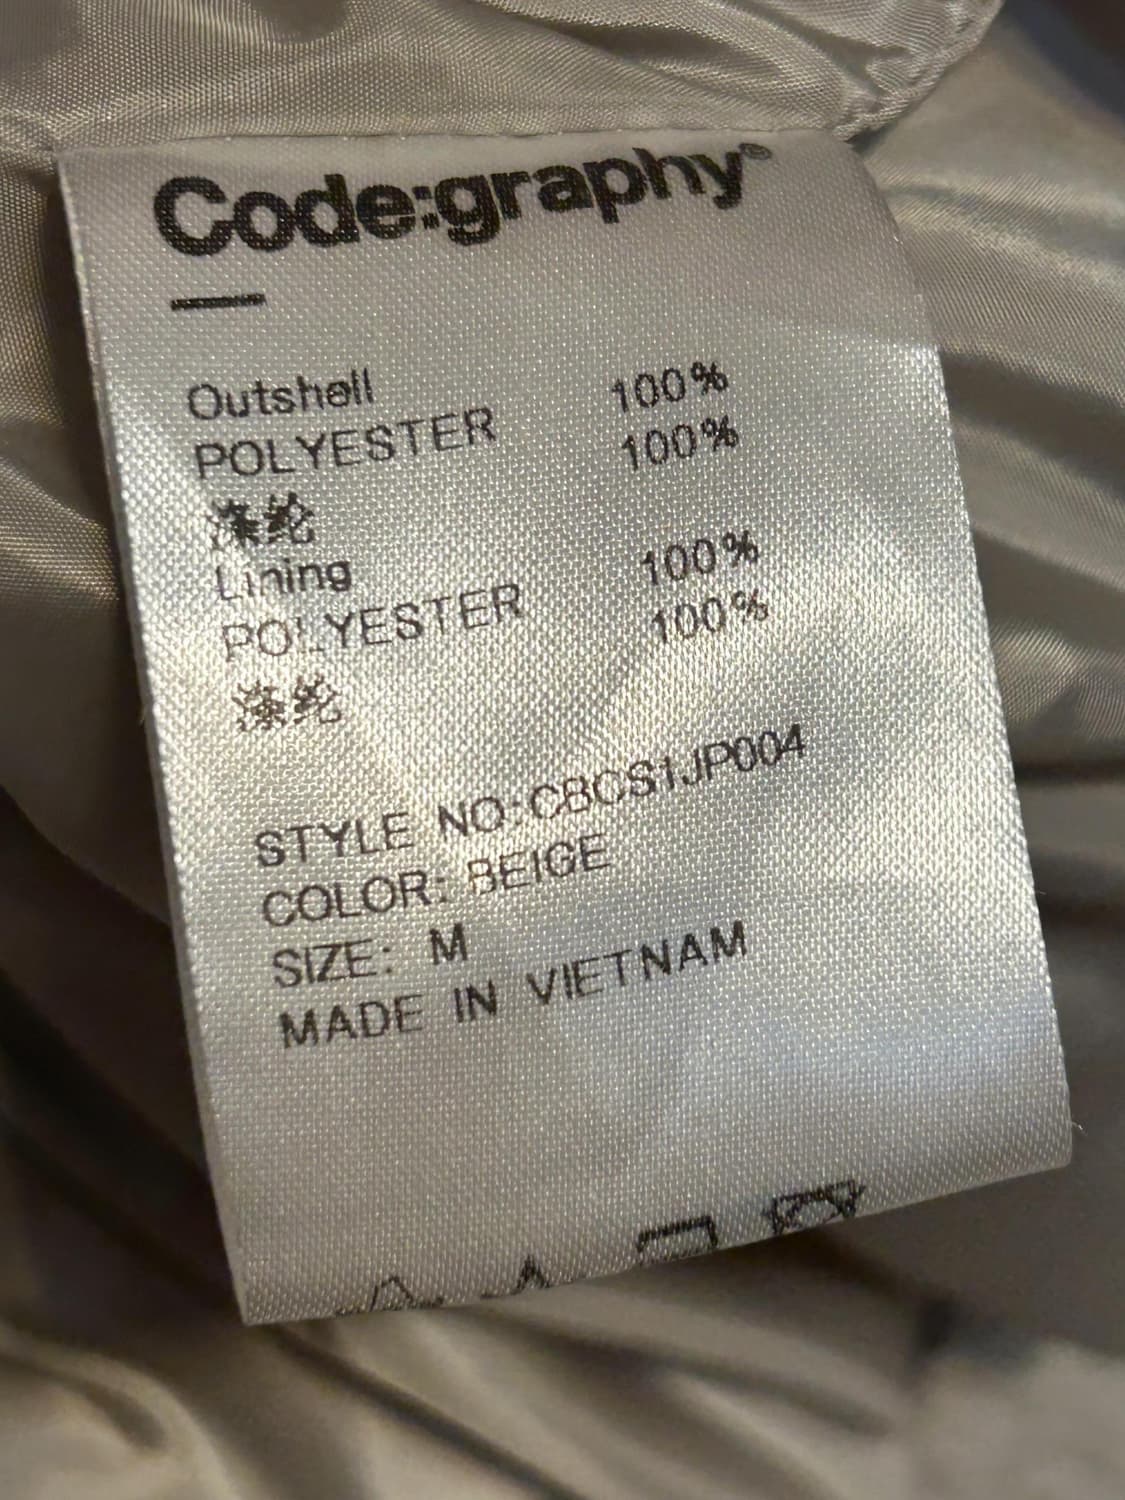 Code:graphy®
Outshell 100%
POLYESTER 100%
涤纶
Lining 100%
POLYESTER 100%
涤纶
STYLE NO:CBCS1JP004
COLOR: BEIGE
SIZE: M
MADE IN VIETNAM